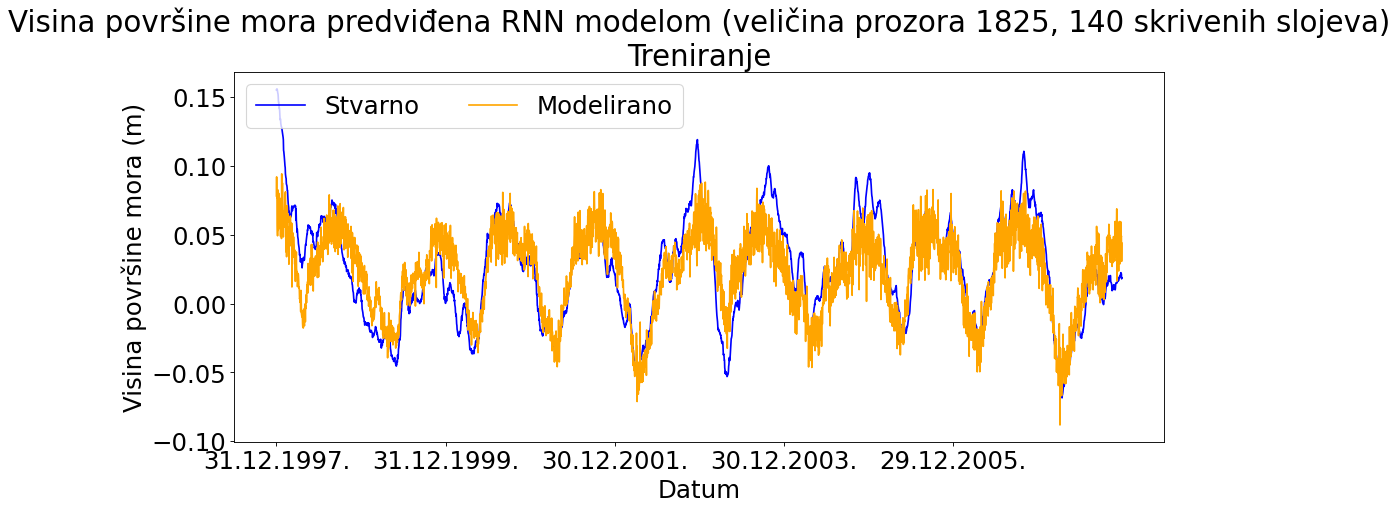 Visina površine mora predviđena RNN modelom (veličina prozora 1825, 140 skrivenih slojeva)
Treniranje
Stvarno Modelirano
Visina površine mora (m)
0.15
0.10
0.05
0.00
−0.05
−0.10
31.12.1997. 31.12.1999. 30.12.2001. 30.12.2003. 29.12.2005.
Datum